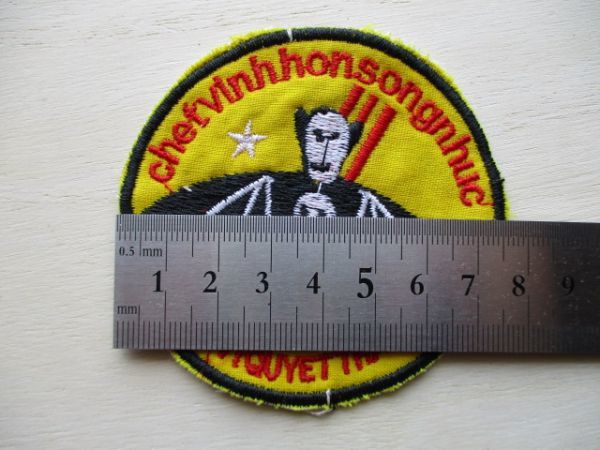 chetvinhhonsongnhuc
0.5 mm
1 2 3 4 5 6 7 8 9
mm
QUYET